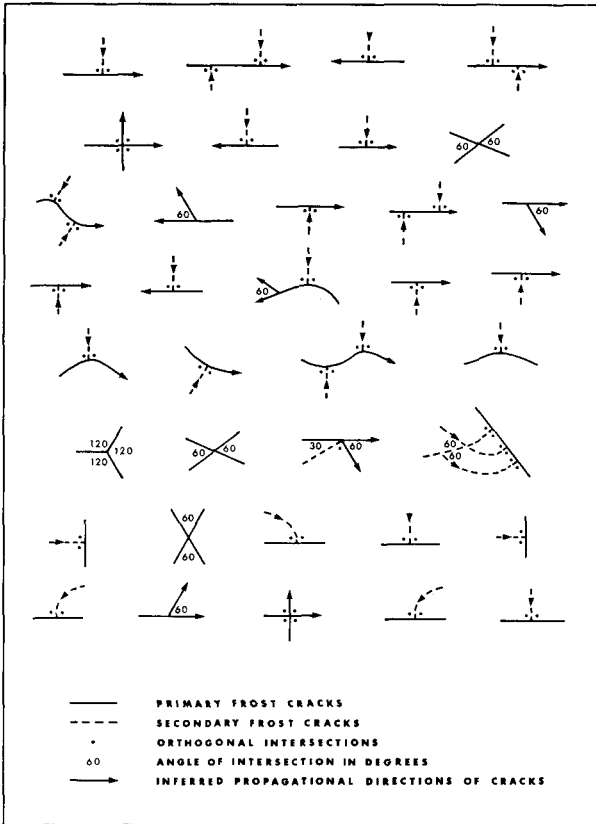 60 60
60
60
60
120
120 120
60 60
30 60
60
60
60
60
60
PRIMARY FROST CRACKS
SECONDARY FROST CRACKS
ORTHOGONAL INTERSECTIONS
60 ANGLE OF INTERSECTION IN DEGREES
INFERRED PROPAGATIONAL DIRECTIONS OF CRACKS